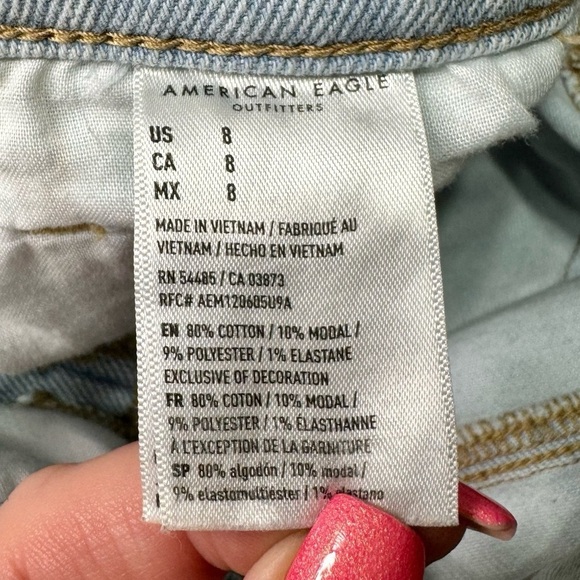 AMERICAN EAGLE
OUTFITTERS
US 8
CA 8
MX 8
MADE IN VIETNAM / FABRIQUÉ AU
VIETNAM / HECHO EN VIETNAM
RN 54485 / CA 03873
RFC# AEM120605U9A
EN 80% COTTON / 10% MODAL /
9% POLYESTER / 1% ELASTANE
EXCLUSIVE OF DECORATION
FR 80% COTON / 10% MODAL /
9% POLYESTER / 1% ÉLASTHANNE
À L'EXCEPTION DE LA GARNITURE
SP 80% algodón / 10% modal /
9% elastomultiéster / 1% elastano